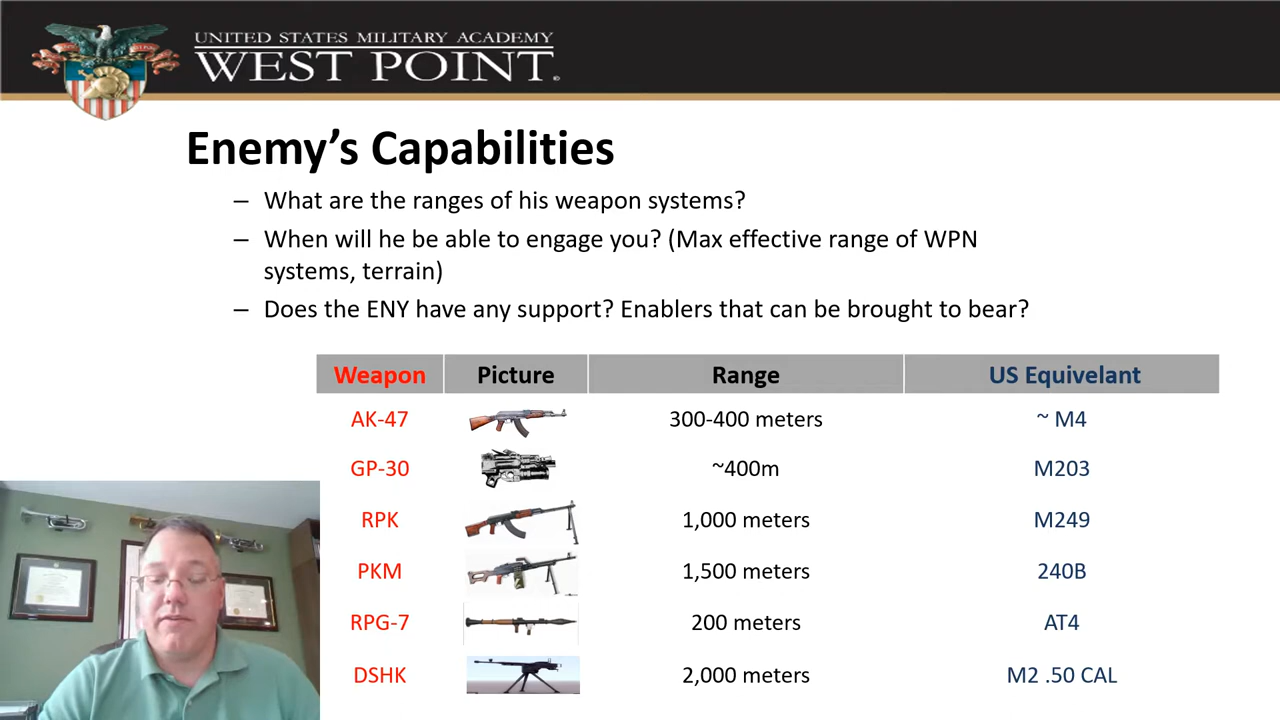 UNITED STATES MILITARY ACADEMY
WEST POINT.
Enemy's Capabilities
– What are the ranges of his weapon systems?
– When will he be able to engage you? (Max effective range of WPN
systems, terrain)
– Does the ENY have any support? Enablers that can be brought to bear?
Weapon Picture Range US Equivelant
AK-47 300-400 meters ~ M4
GP-30 ~400m M203
RPK 1,000 meters M249
PKM 1,500 meters 240B
RPG-7 200 meters AT4
DSHK 2,000 meters M2 .50 CAL